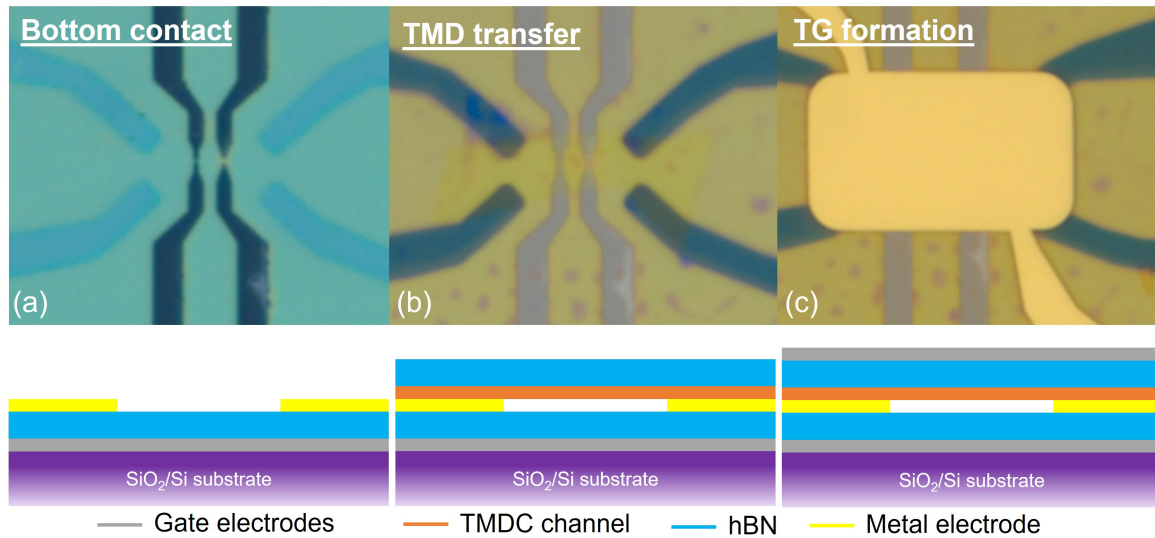 Bottom contact
TMD transfer
TG formation
(a)
(b)
(c)
SiO₂/Si substrate
SiO₂/Si substrate
SiO₂/Si substrate
Gate electrodes
TMDC channel
hBN
Metal electrode